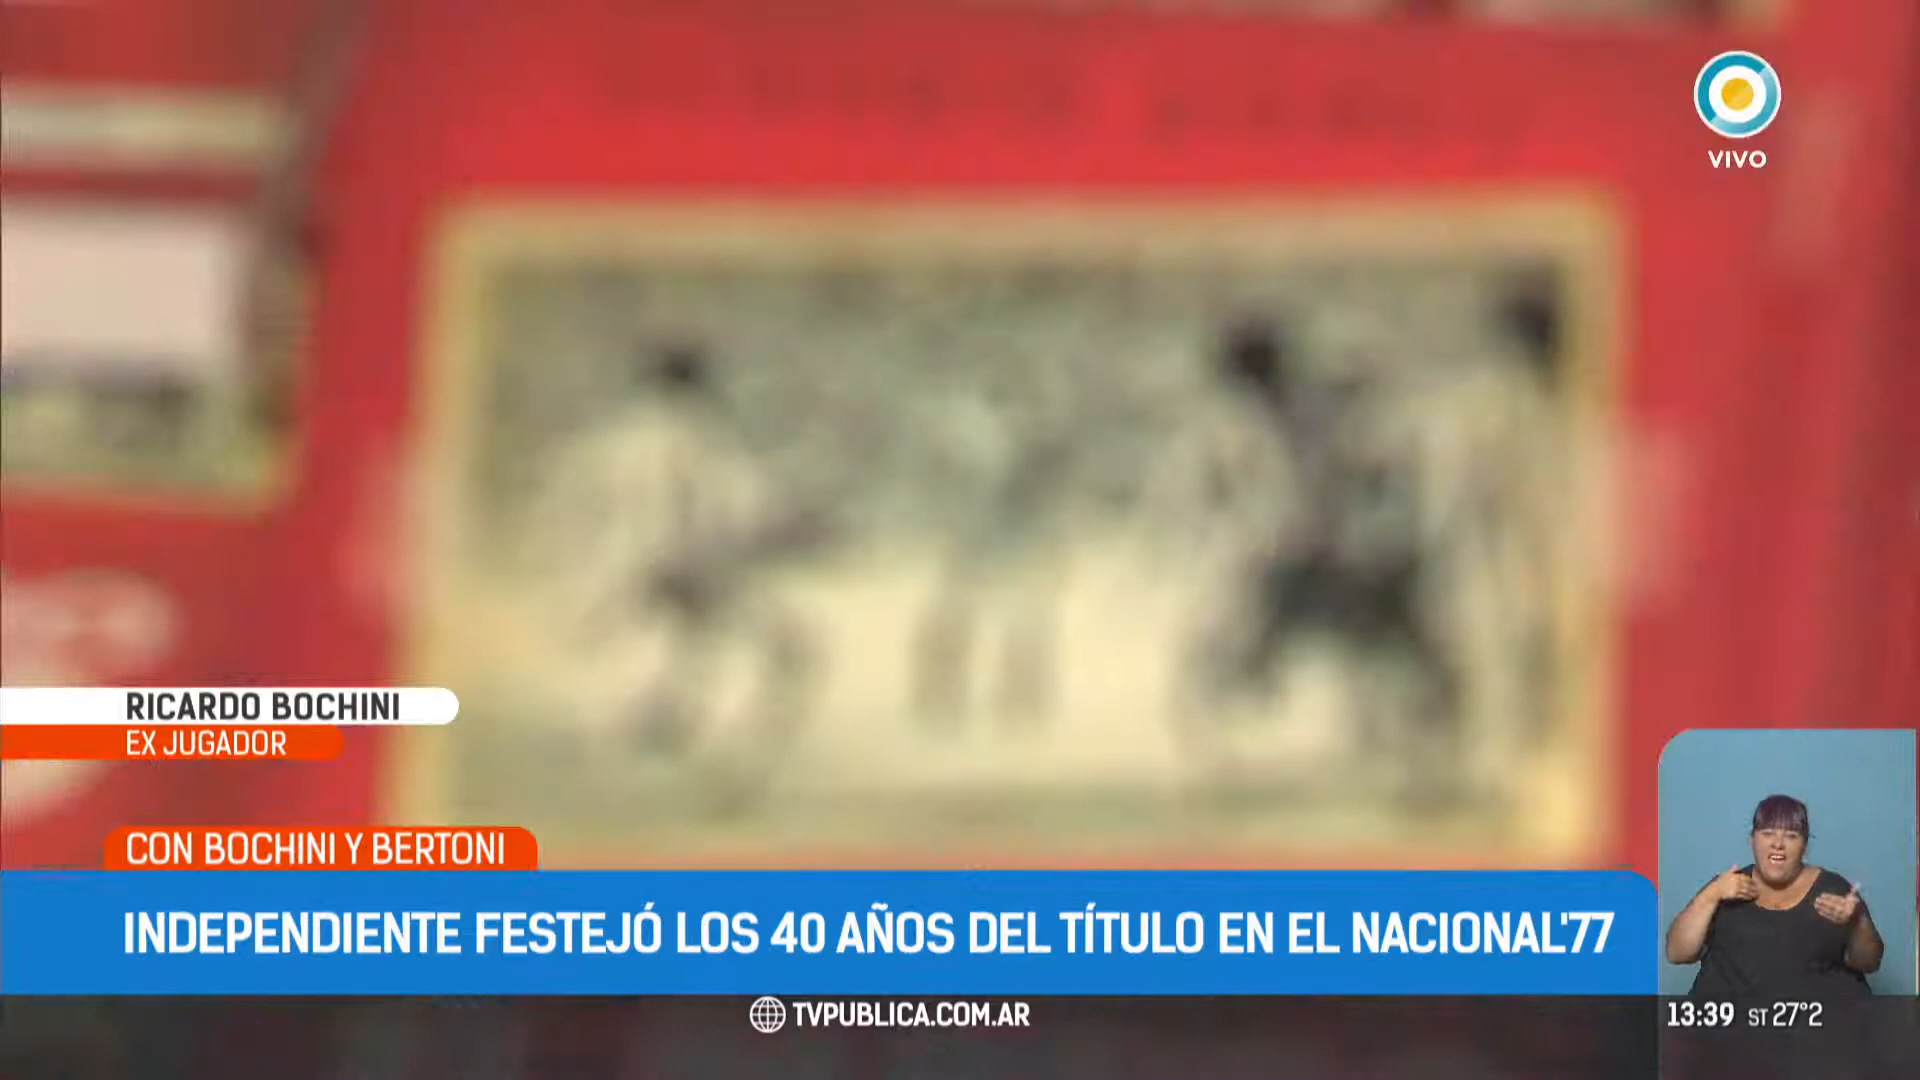 VIVO
RICARDO BOCHINI
EX JUGADOR
CON BOCHINI Y BERTONI
INDEPENDIENTE FESTEJÓ LOS 40 AÑOS DEL TÍTULO EN EL NACIONAL'77
TVPUBLICA.COM.AR
13:39 ST 27°2